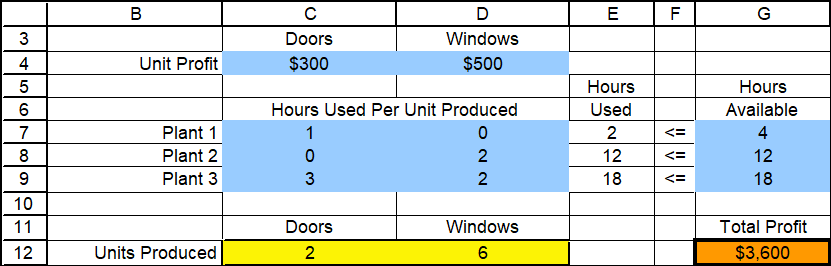 B C D E F G
3 Doors Windows
4 Unit Profit $300 $500
5 Hours Hours
6 Hours Used Per Unit Produced Used Available
7 Plant 1 1 0 2 <= 4
8 Plant 2 0 2 12 <= 12
9 Plant 3 3 2 18 <= 18
10
11 Doors Windows Total Profit
12 Units Produced 2 6 $3,600